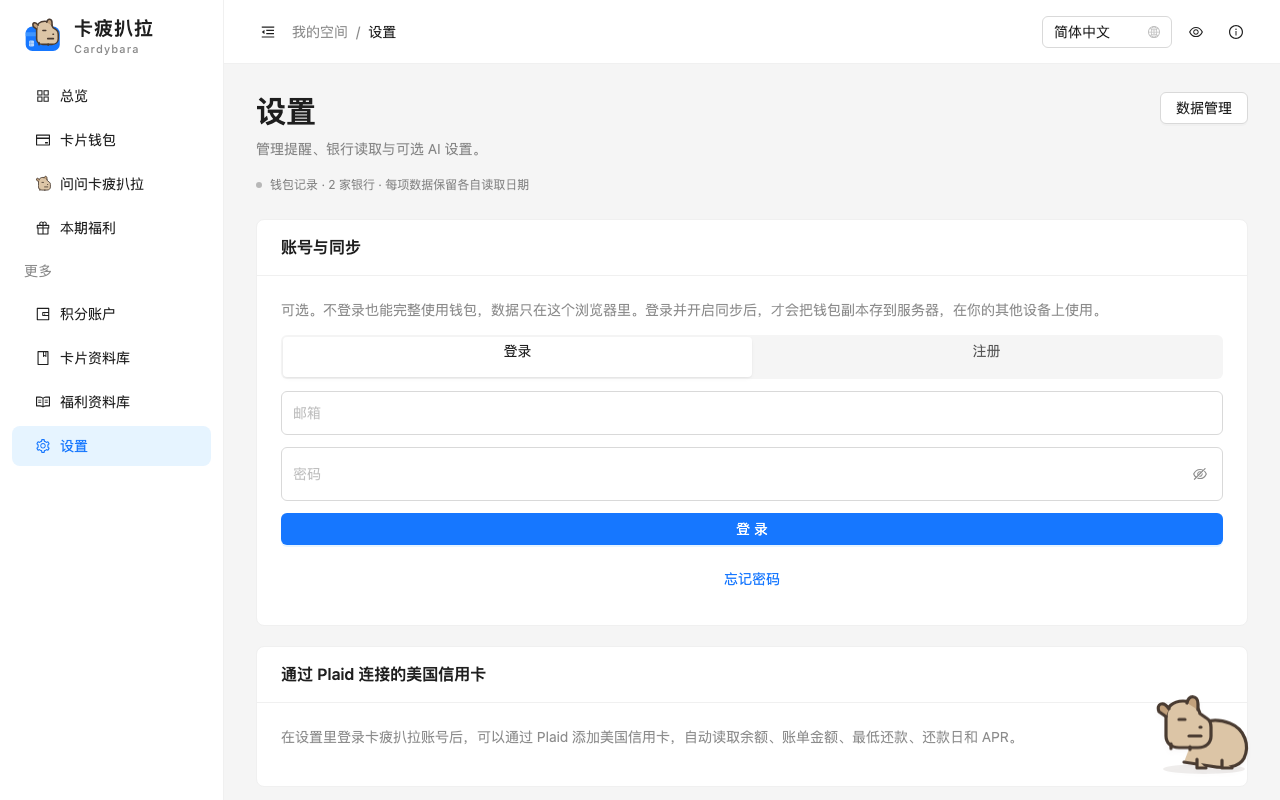 卡疲扒拉
Cardybara
总览
卡片钱包
问问卡疲扒拉
本期福利
更多
积分账户
卡片资料库
福利资料库
设置
我的空间 / 设置
简体中文
设置
数据管理
管理提醒、银行读取与可选 AI 设置。
钱包记录 · 2 家银行 · 每项数据保留各自读取日期
账号与同步
可选。不登录也能完整使用钱包，数据只在这个浏览器里。登录并开启同步后，才会把钱包副本存到服务器，在你的其他设备上使用。
登录
注册
邮箱
密码
登 录
忘记密码
通过 Plaid 连接的美国信用卡
在设置里登录卡疲扒拉账号后，可以通过 Plaid 添加美国信用卡，自动读取余额、账单金额、最低还款、还款日和 APR。